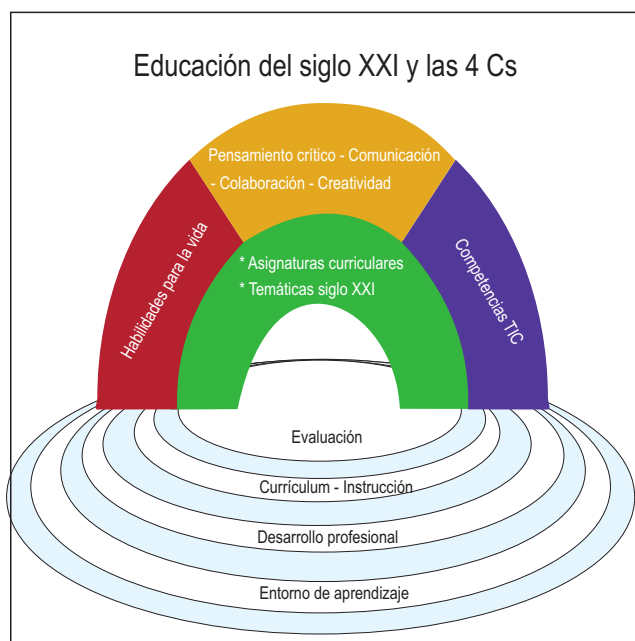 Educación del siglo XXI y las 4 Cs
Pensamiento crítico - Comunicación
- Colaboración - Creatividad
Habilidades para la vida
* Asignaturas curriculares
* Temáticas siglo XXI
Competencias TIC
Evaluación
Currículum - Instrucción
Desarrollo profesional
Entorno de aprendizaje